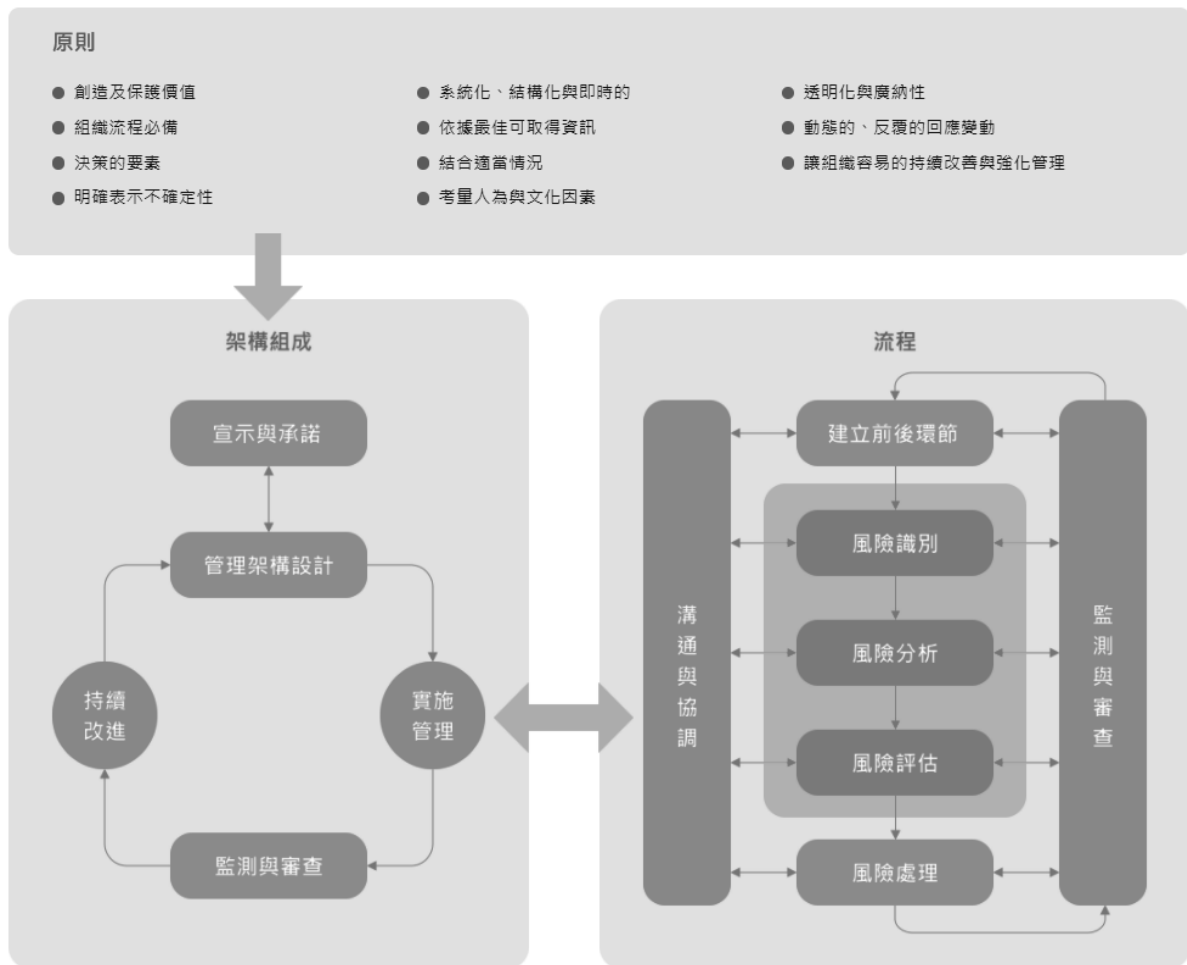 原則
創造及保護價值
組織流程必備
決策的要素
明確表示不確定性
系統化、結構化與即時的
依據最佳可取得資訊
結合適當情況
考量人為與文化因素
透明化與廣納性
動態的、反覆的回應變動
讓組織容易的持續改善與強化管理
架構組成
宣示與承諾
管理架構設計
持續
改進
實施
管理
監測與審查
流程
溝通與協調
建立前後環節
風險識別
風險分析
風險評估
風險處理
監測與審查